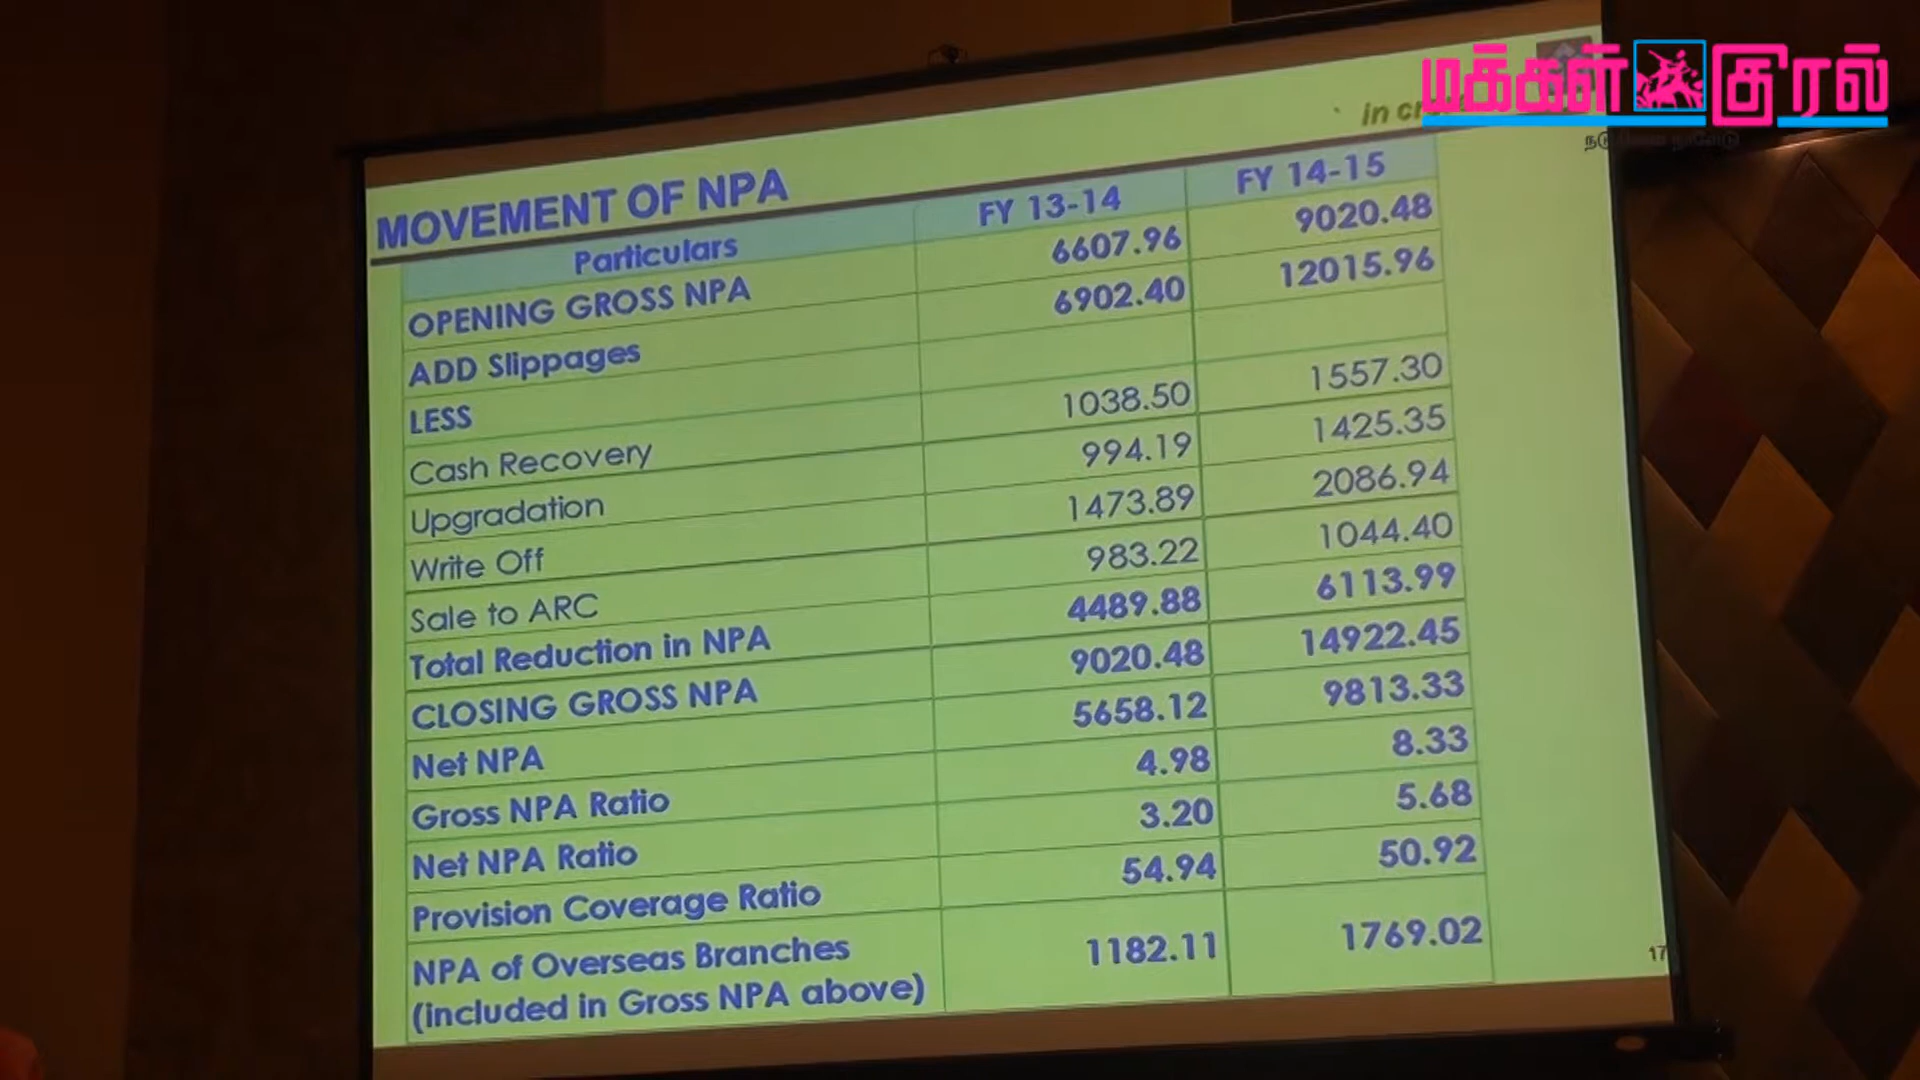 மக்கள் குரல்
MOVEMENT OF NPA
Particulars FY 13-14 FY 14-15
OPENING GROSS NPA 6607.96 9020.48
ADD Slippages 6902.40 12015.96
LESS
Cash Recovery 1038.50 1557.30
Upgradation 994.19 1425.35
Write Off 1473.89 2086.94
Sale to ARC 983.22 1044.40
Total Reduction in NPA 4489.88 6113.99
CLOSING GROSS NPA 9020.48 14922.45
Net NPA 5658.12 9813.33
Gross NPA Ratio 4.98 8.33
Net NPA Ratio 3.20 5.68
Provision Coverage Ratio 54.94 50.92
NPA of Overseas Branches
(included in Gross NPA above) 1182.11 1769.02
17